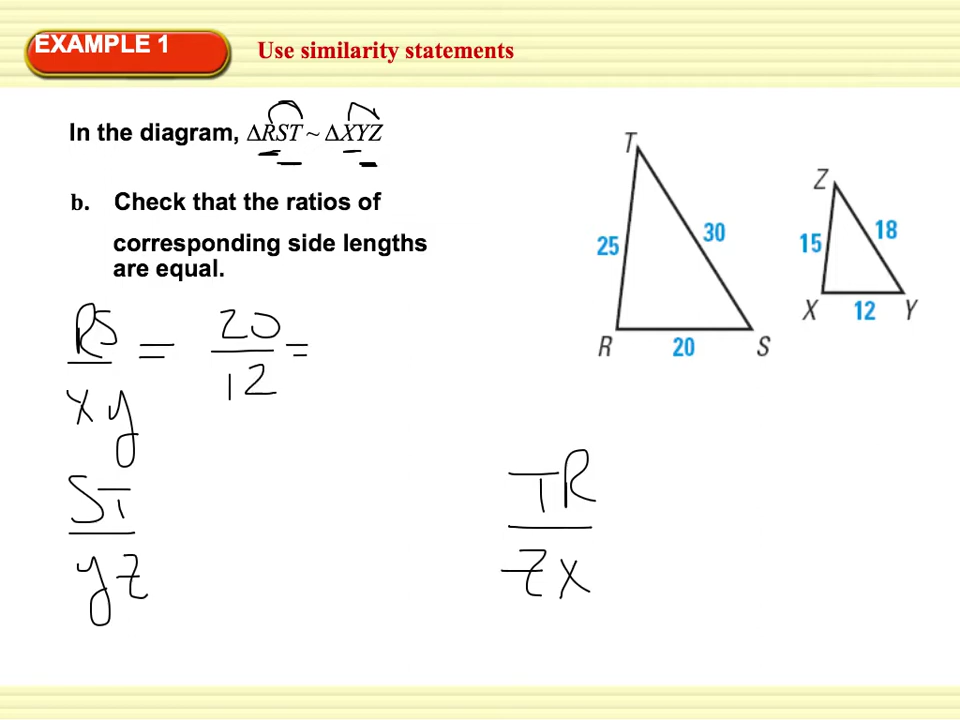 EXAMPLE 1
Use similarity statements
In the diagram, ΔRST ~ ΔXYZ
b. Check that the ratios of
corresponding side lengths
are equal.
RS/xy = 20/12 =
ST/yz
TR/ZX
T
25
30
R
20
S
Z
15
18
X
12
Y